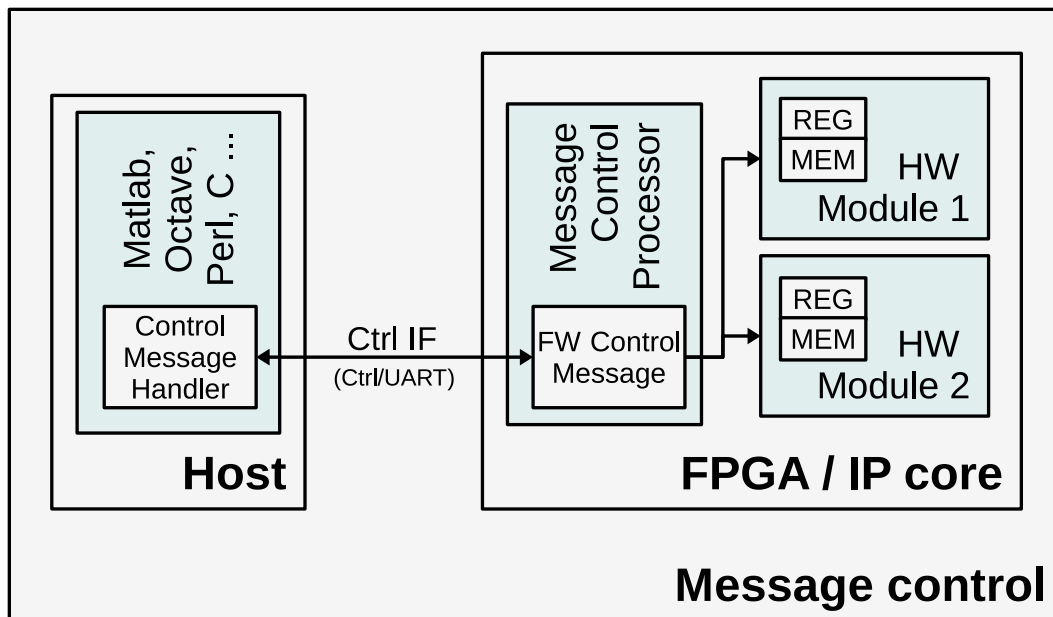 Matlab,
Octave,
Perl, C ...
Control
Message
Handler
Host
Ctrl IF
(Ctrl/UART)
Message
Control
Processor
FW Control
Message
REG
MEM
HW
Module 1
REG
MEM
HW
Module 2
FPGA / IP core
Message control